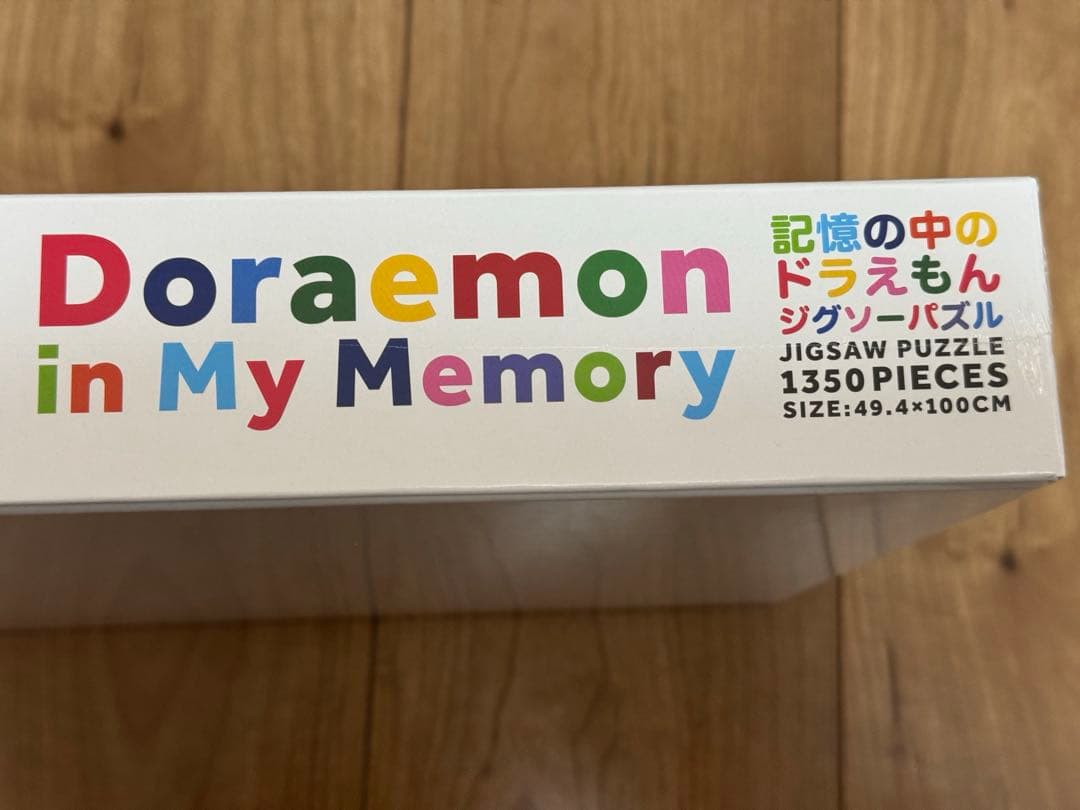 Doraemon
in My Memory
記憶の中の
ドラえもん
ジグソーパズル
JIGSAW PUZZLE
1350 PIECES
SIZE:49.4×100CM